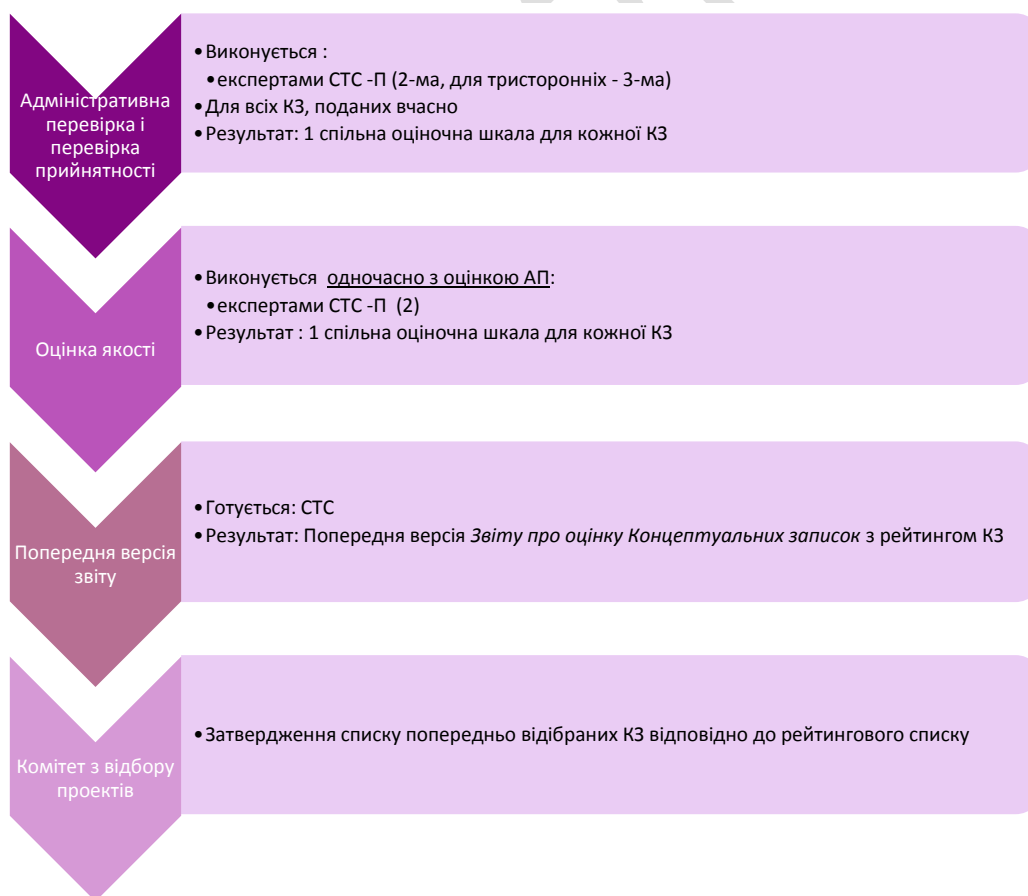 Адміністративна
перевірка і
перевірка
прийнятності
•Виконується :
•експертами СТС -П (2-ма, для тристоронніх - 3-ма)
•Для всіх КЗ, поданих вчасно
•Результат: 1 спільна оціночна шкала для кожної КЗ
Оцінка якості
•Виконується одночасно з оцінкою АП:
•експертами СТС -П (2)
•Результат : 1 спільна оціночна шкала для кожної КЗ
Попередня версія
звіту
•Готується: СТС
•Результат: Попередня версія Звіту про оцінку Концептуальних записок з рейтингом КЗ
Комітет з відбору
проектів
•Затвердження списку попередньо відібраних КЗ відповідно до рейтингового списку